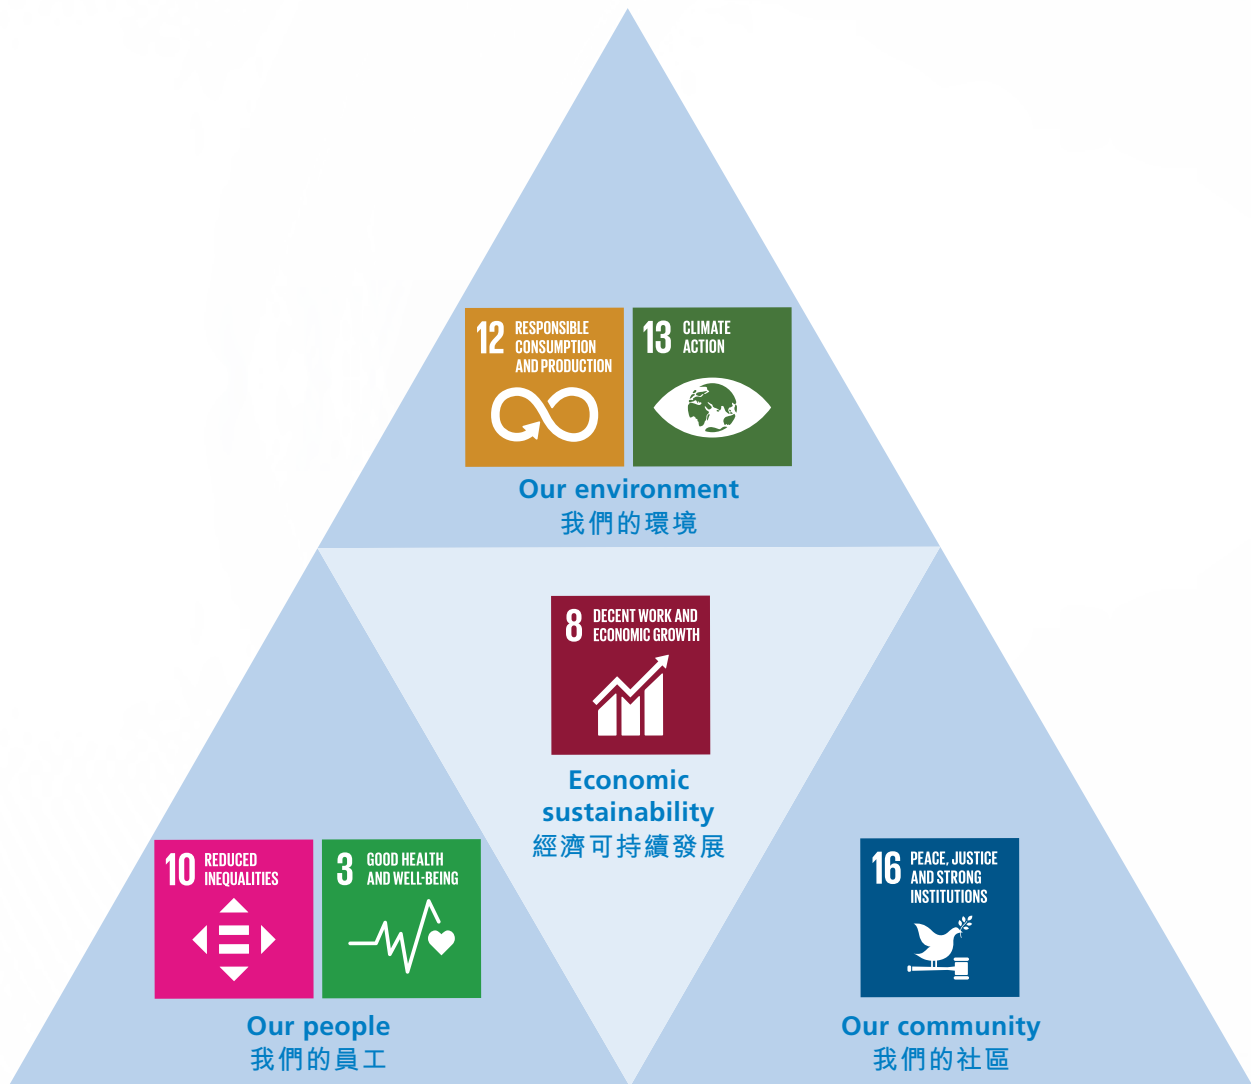 12 RESPONSIBLE
CONSUMPTION
AND PRODUCTION
13 CLIMATE
ACTION
Our environment
我們的環境
8 DECENT WORK AND
ECONOMIC GROWTH
Economic
sustainability
經濟可持續發展
10 REDUCED
INEQUALITIES
3 GOOD HEALTH
AND WELL-BEING
Our people
我們的員工
16 PEACE, JUSTICE
AND STRONG
INSTITUTIONS
Our community
我們的社區